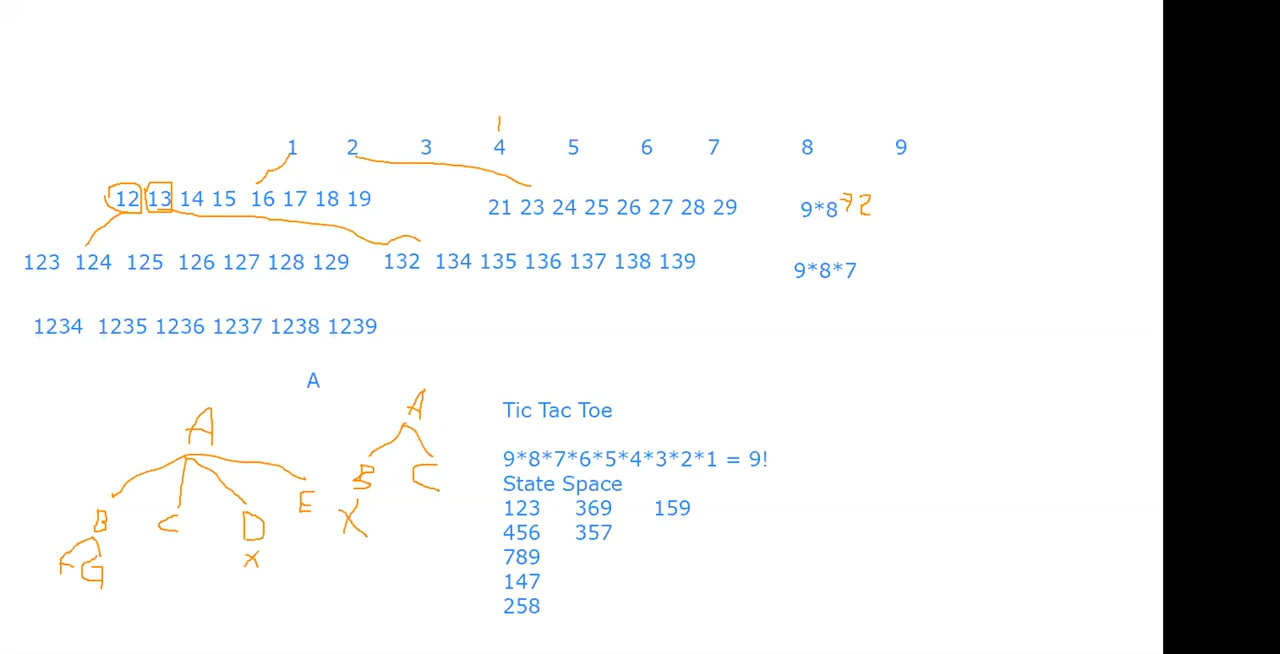 1
1 2 3 4 5 6 7 8 9
12 13 14 15 16 17 18 19
21 23 24 25 26 27 28 29
9*8 72
123 124 125 126 127 128 129
132 134 135 136 137 138 139
9*8*7
1234 1235 1236 1237 1238 1239
A
A
B C D E
F G
X
A
B C
X
Tic Tac Toe
9*8*7*6*5*4*3*2*1 = 9!
State Space
123 369 159
456 357
789
147
258